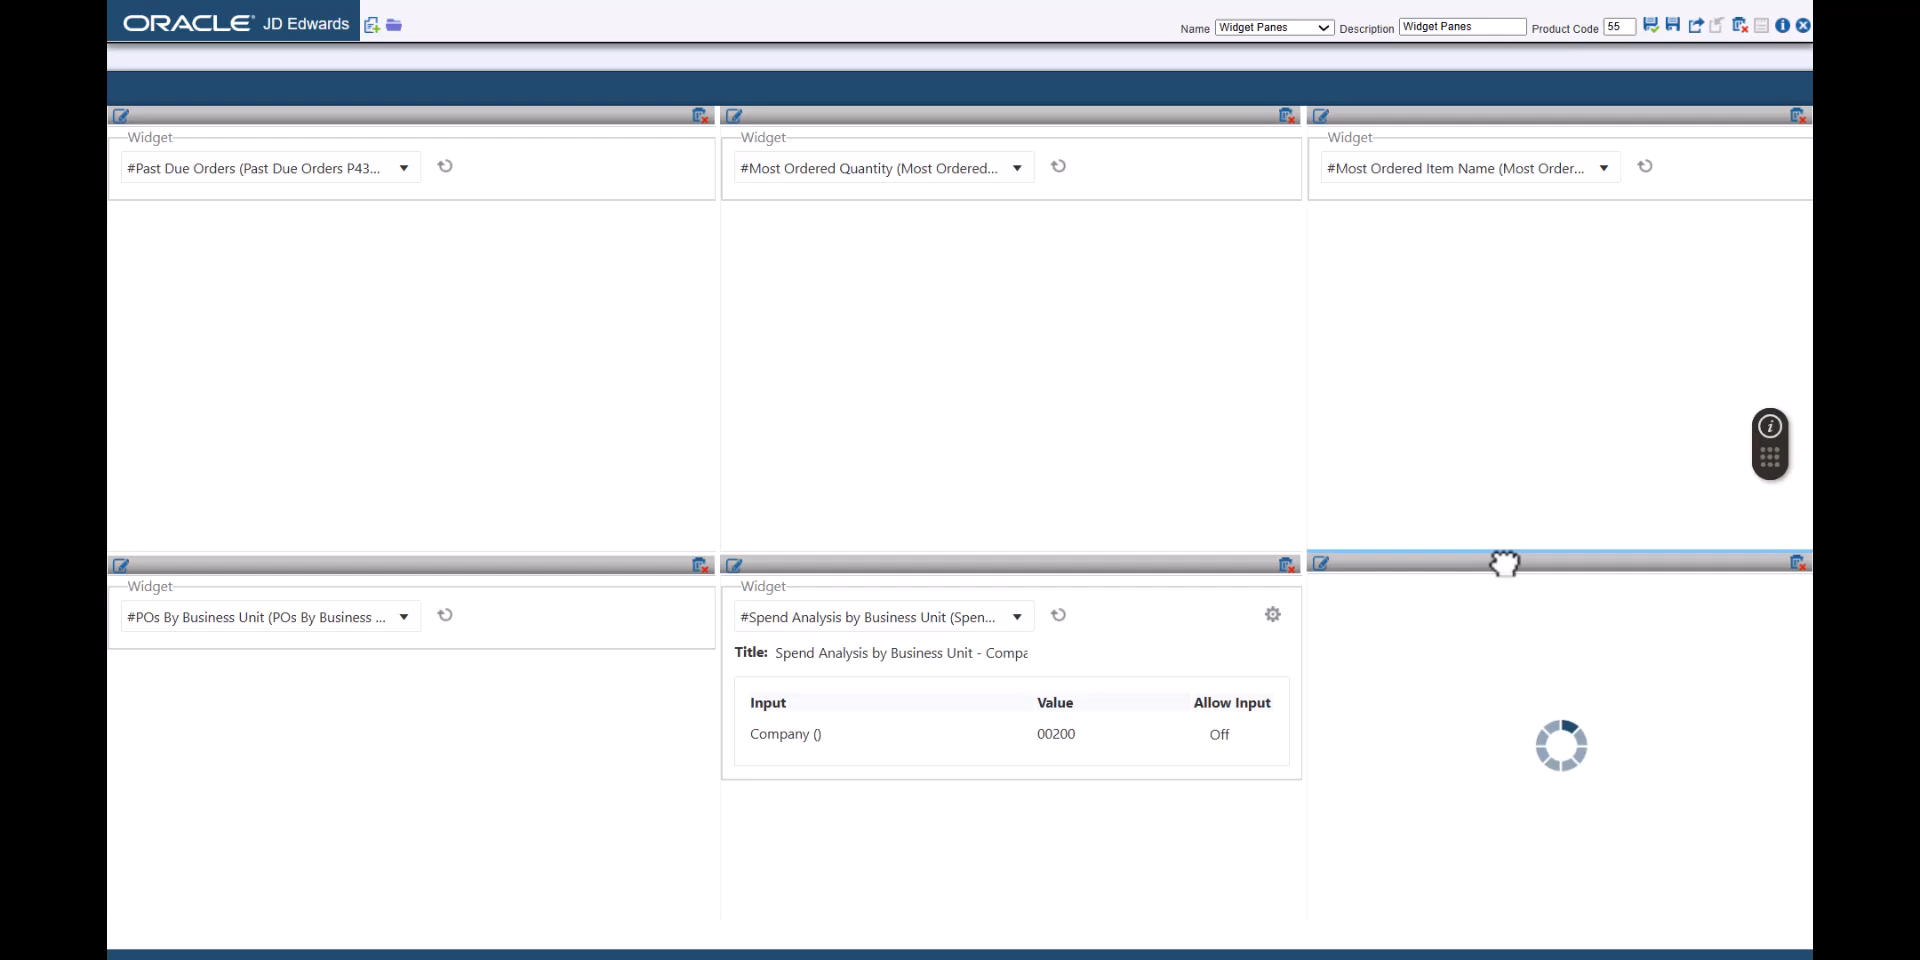 ORACLE JD Edwards
Name Widget Panes Description Widget Panes Product Code 55
Widget
#Past Due Orders (Past Due Orders P43...
Widget
#Most Ordered Quantity (Most Ordered...
Widget
#Most Ordered Item Name (Most Order...
Widget
#POs By Business Unit (POs By Business ...
Widget
#Spend Analysis by Business Unit (Spen...
Title: Spend Analysis by Business Unit - Compa
Input Value Allow Input
Company () 00200 Off